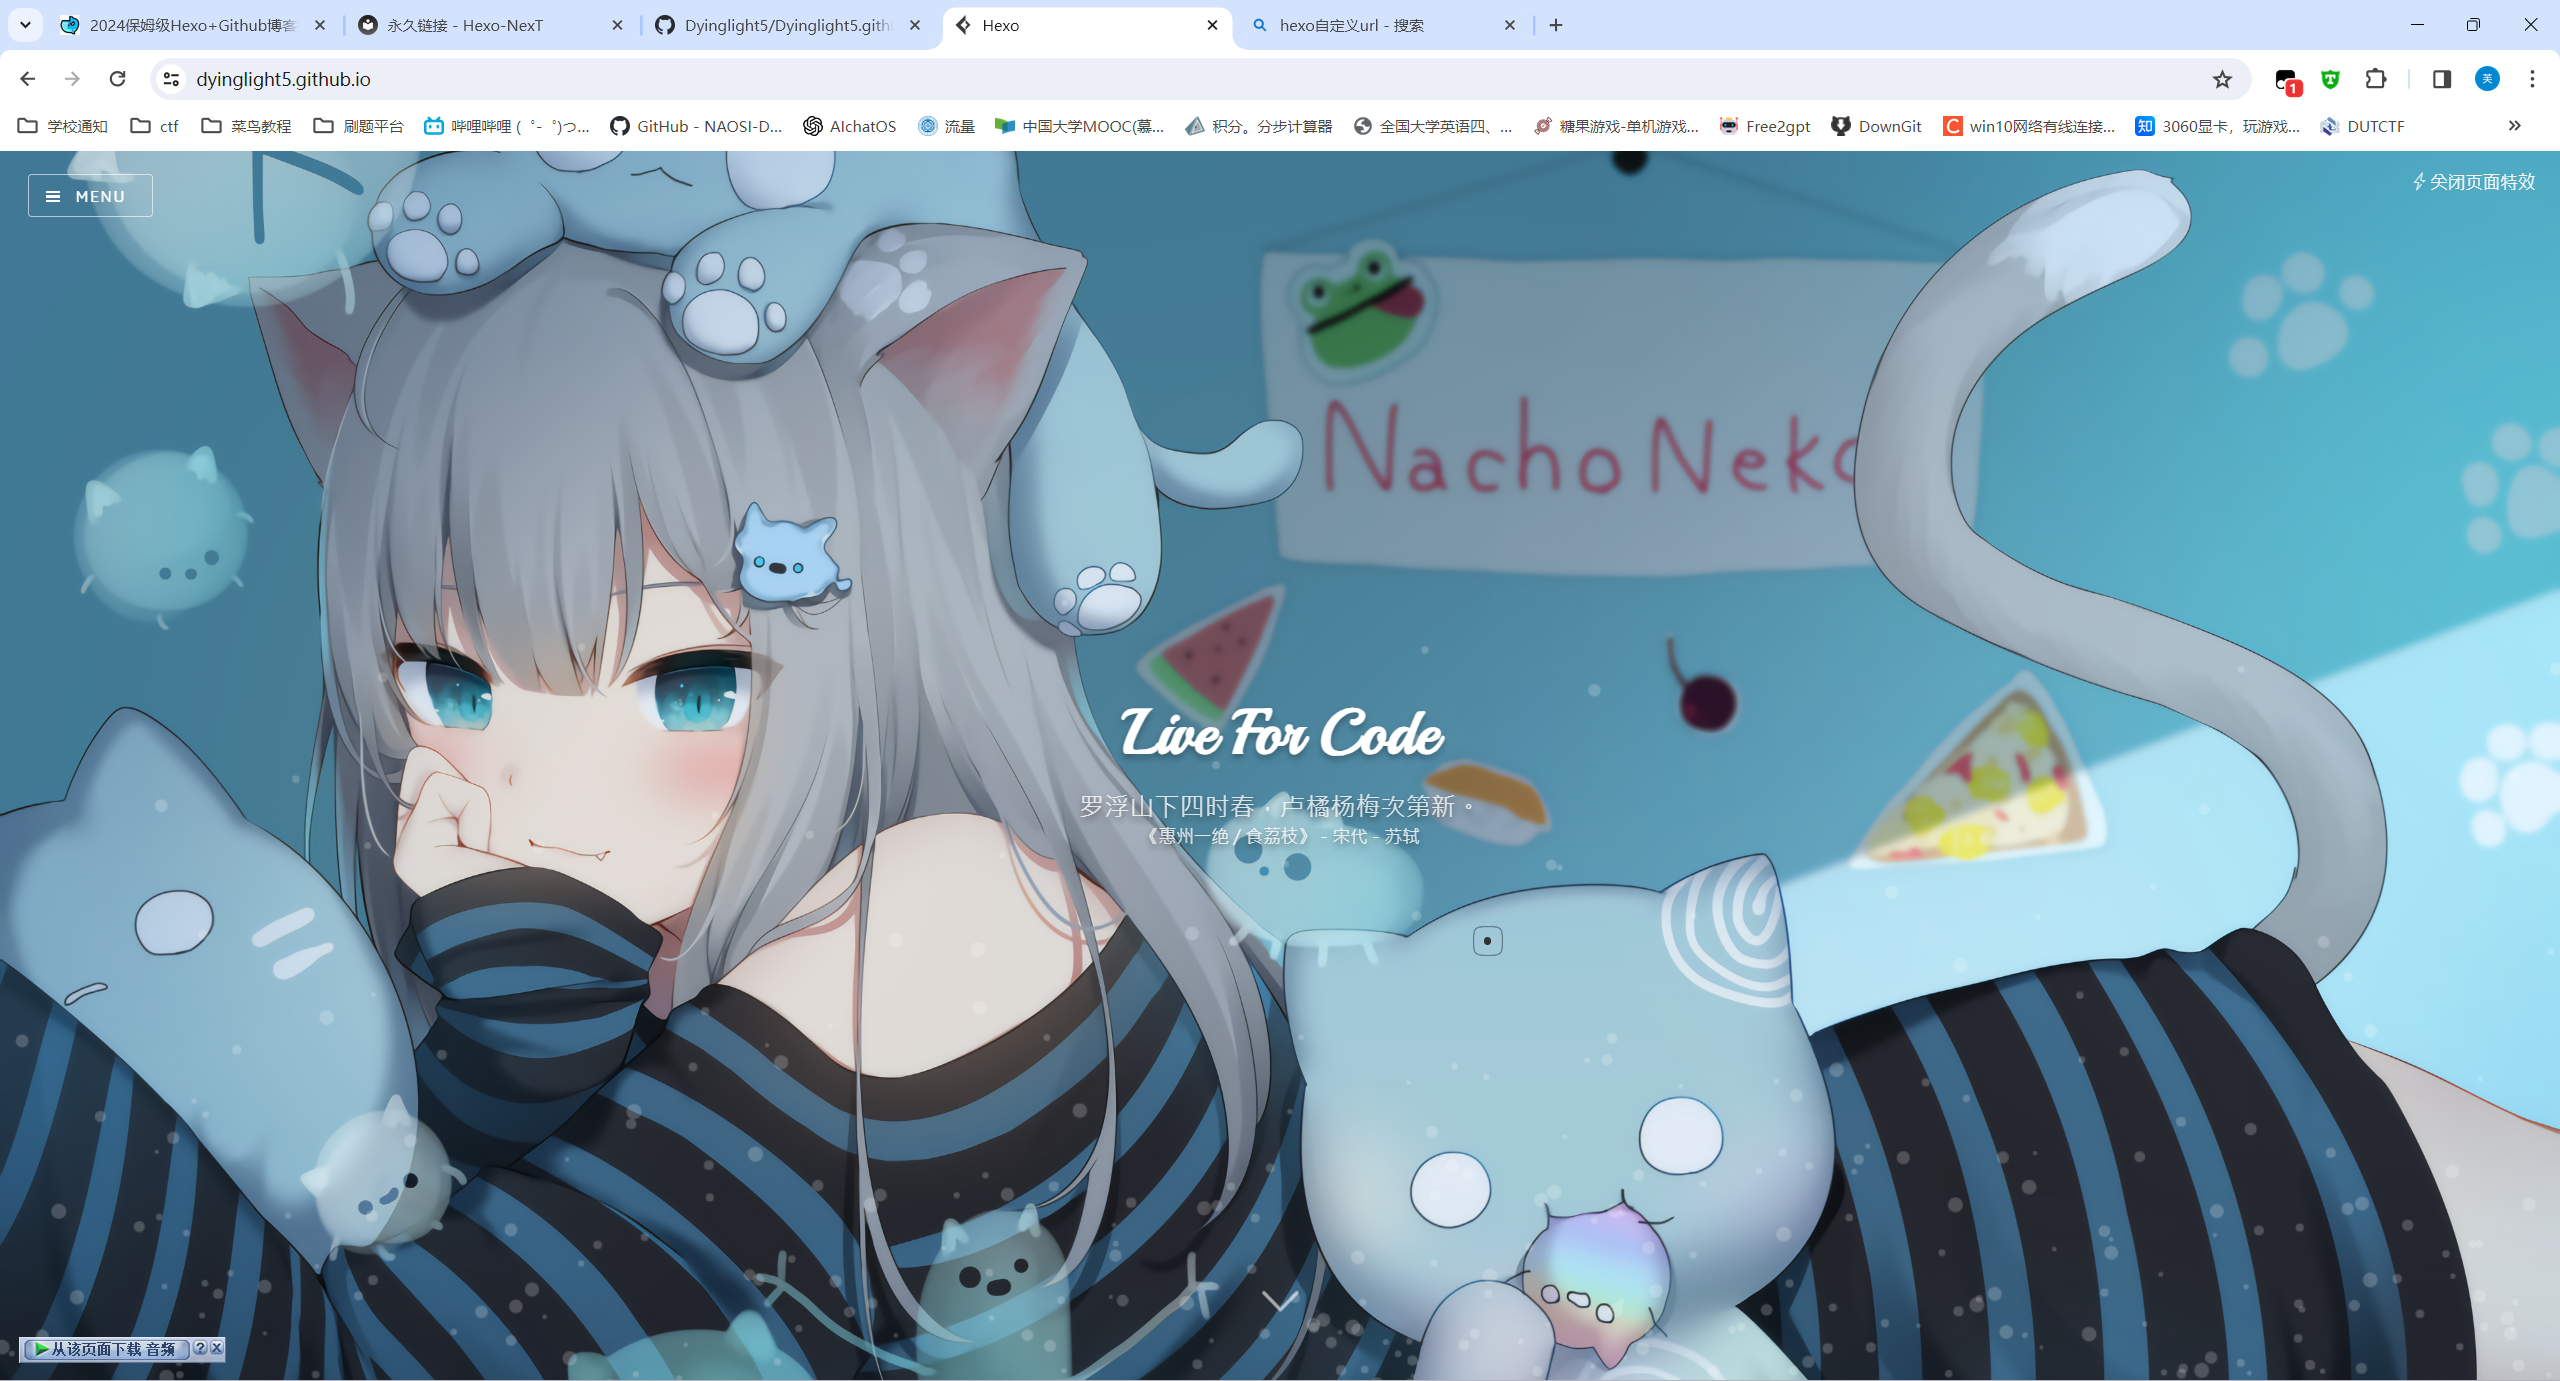 2024保姆级Hexo+Github博客
永久链接 - Hexo-NexT
Dyinglight5/Dyinglight5.gith
Hexo
hexo自定义url - 搜索
dyinglight5.github.io
1
芙
学校通知
ctf
菜鸟教程
刷题平台
哔哩哔哩 ( ゜- ゜)つ...
GitHub - NAOSI-D...
AIchatOS
流量
中国大学MOOC(慕...
积分。分步计算器
全国大学英语四、...
糖果游戏-单机游戏...
Free2gpt
DownGit
C
win10网络有线连接...
知
3060显卡，玩游戏...
DUTCTF
MENU
关闭页面特效
Nacho Neko
Live For Code
罗浮山下四时春，卢橘杨梅次第新。
《惠州一绝 / 食荔枝》 - 宋代 - 苏轼
从该页面下载 音频